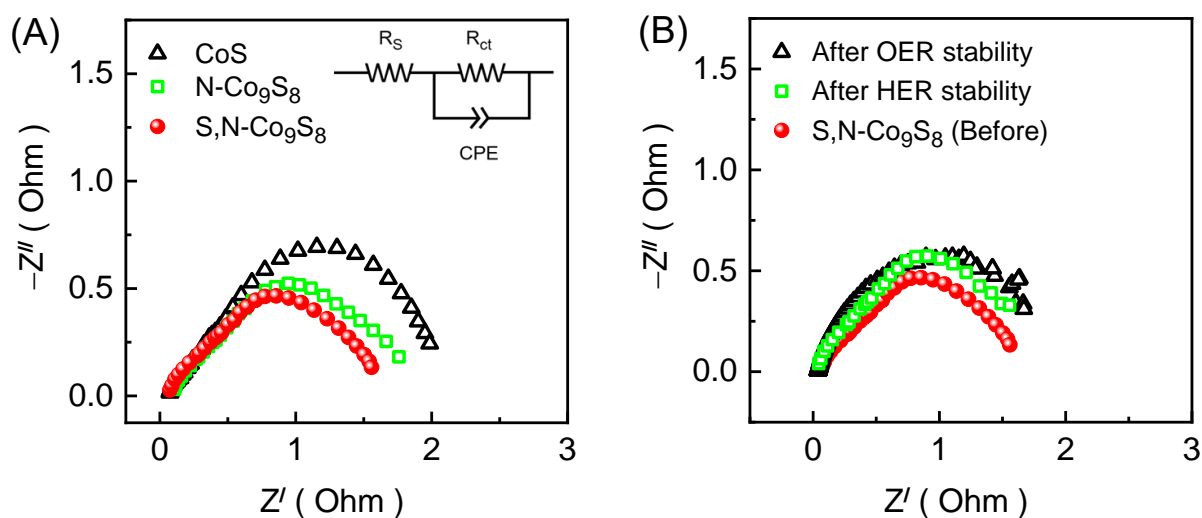 (A)
CoS
N-Co₉S₈
S,N-Co₉S₈
R_S
R_ct
CPE
1.5
1.0
0.5
0.0
0
1
2
3
−Z″ ( Ohm )
Z′ ( Ohm )
(B)
After OER stability
After HER stability
S,N-Co₉S₈ (Before)
1.5
1.0
0.5
0.0
0
1
2
3
−Z″ ( Ohm )
Z′ ( Ohm )